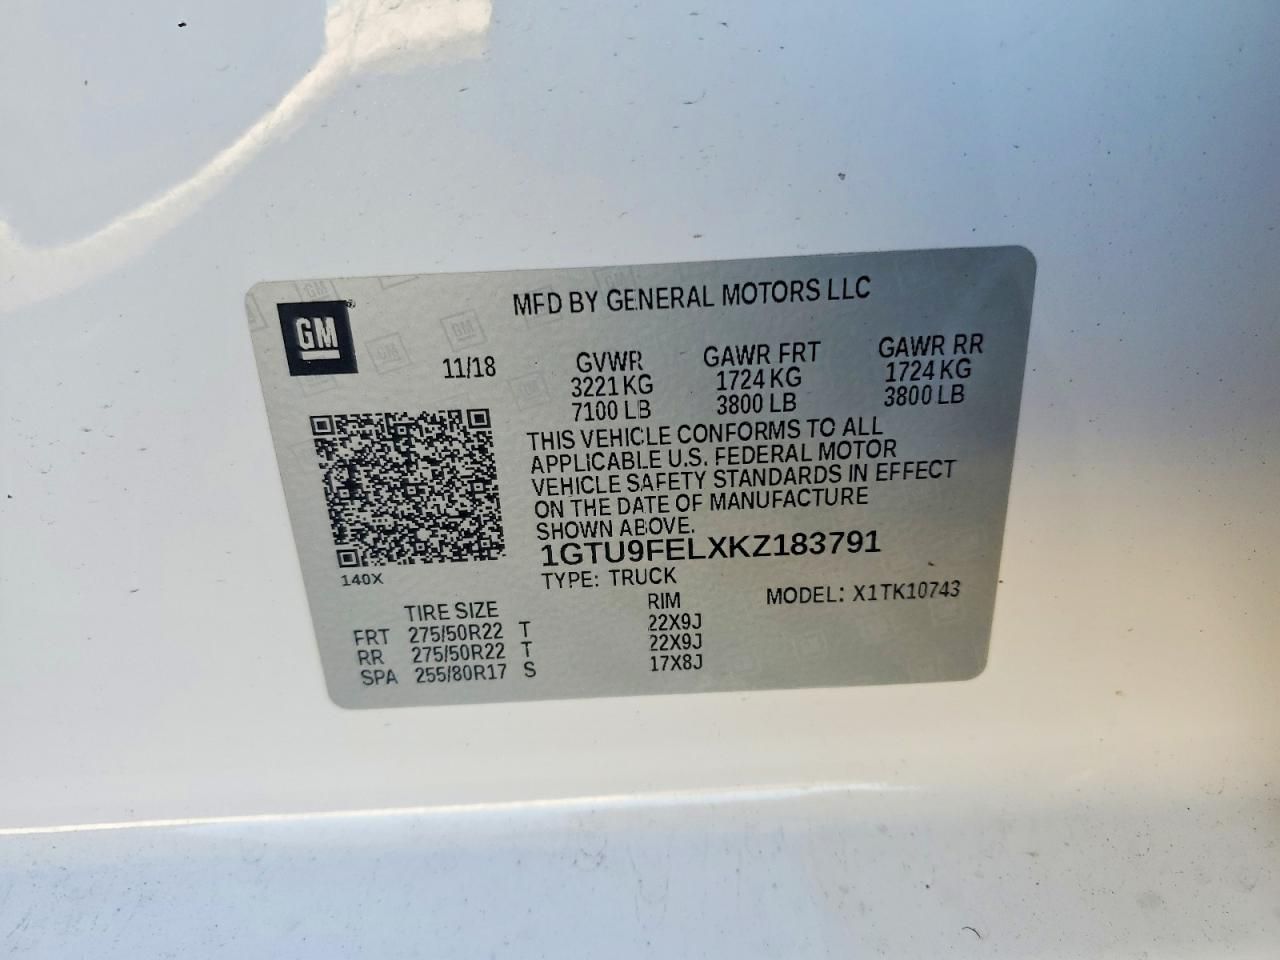 GM
MFD BY GENERAL MOTORS LLC
11/18 GVWR GAWR FRT GAWR RR
3221 KG 1724 KG 1724 KG
7100 LB 3800 LB 3800 LB
THIS VEHICLE CONFORMS TO ALL
APPLICABLE U.S. FEDERAL MOTOR
VEHICLE SAFETY STANDARDS IN EFFECT
ON THE DATE OF MANUFACTURE
SHOWN ABOVE.
1GTU9FELXKZ183791
140X
TYPE: TRUCK MODEL: X1TK10743
TIRE SIZE RIM
FRT 275/50R22 T 22X9J
RR 275/50R22 T 22X9J
SPA 255/80R17 S 17X8J